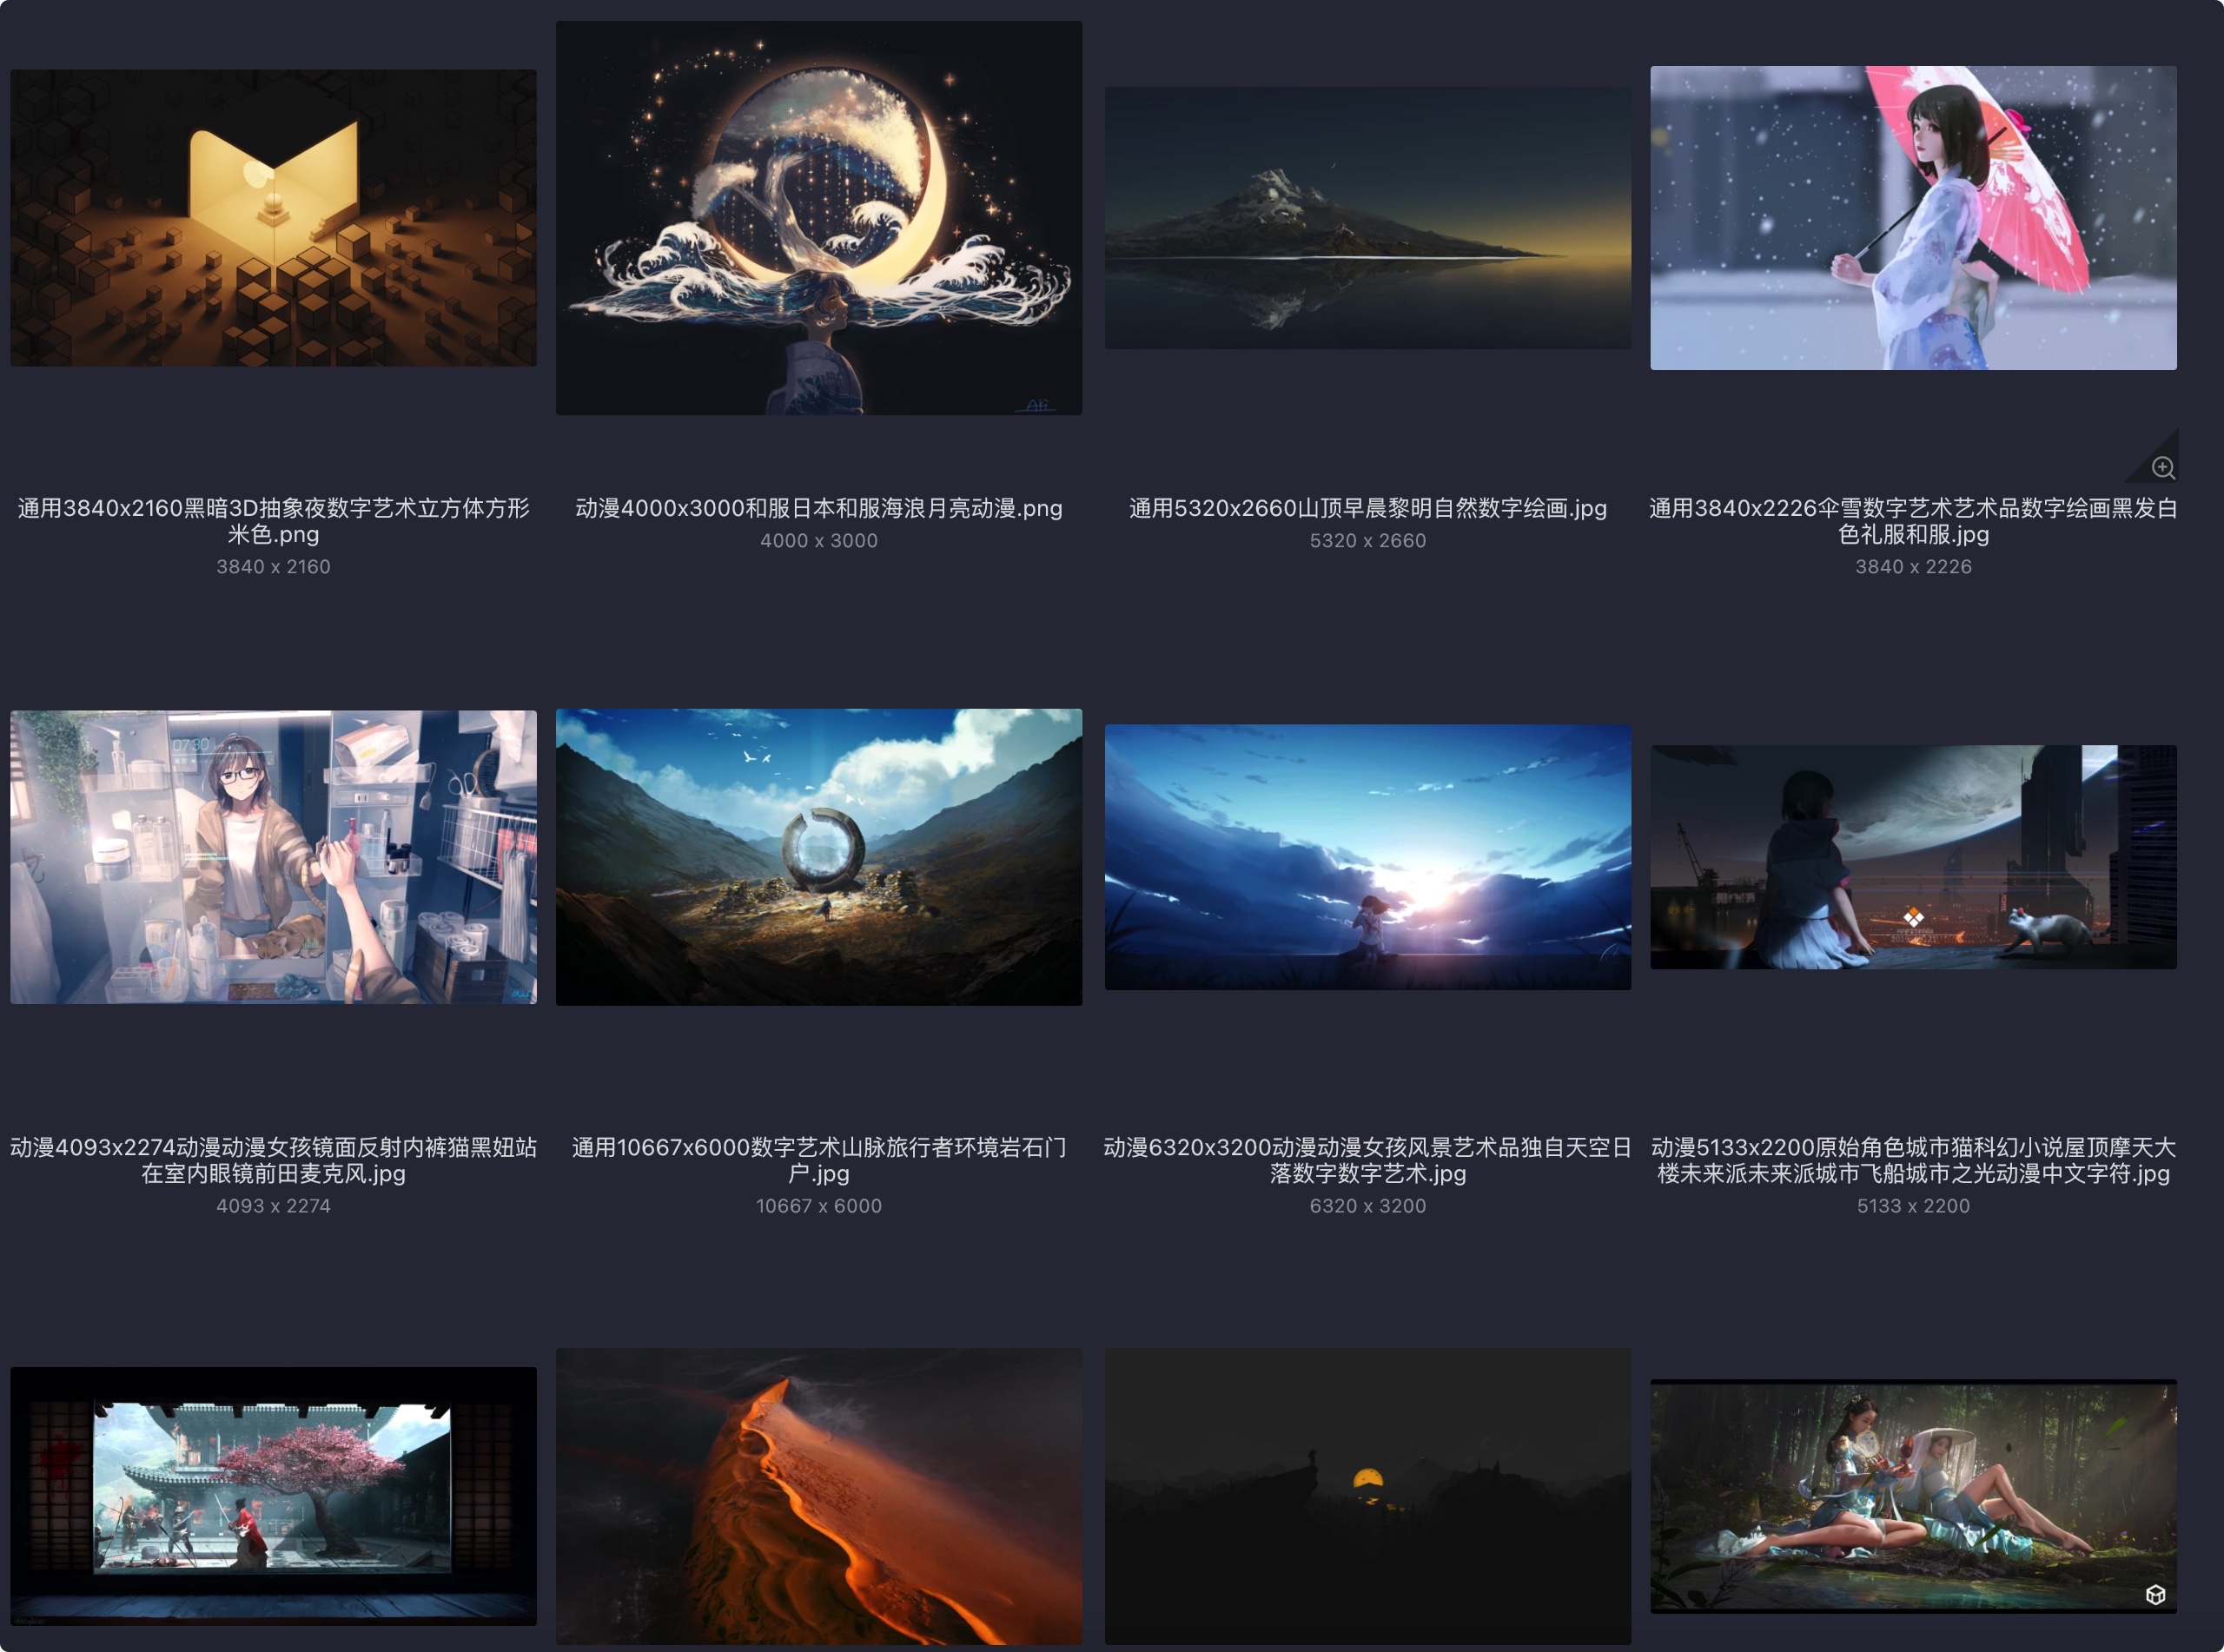 通用3840x2160黑暗3D抽象夜数字艺术立方体方形
米色.png
3840 x 2160
动漫4000x3000和服日本和服海浪月亮动漫.png
4000 x 3000
通用5320x2660山顶早晨黎明自然数字绘画.jpg
5320 x 2660
通用3840x2226伞雪数字艺术艺术品数字绘画黑发白
色礼服和服.jpg
3840 x 2226
07:30
动漫4093x2274动漫动漫女孩镜面反射内裤猫黑妞站
在室内眼镜前田麦克风.jpg
4093 x 2274
通用10667x6000数字艺术山脉旅行者环境岩石门
户.jpg
10667 x 6000
动漫6320x3200动漫动漫女孩风景艺术品独自天空日
落数字数字艺术.jpg
6320 x 3200
动漫5133x2200原始角色城市猫科幻小说屋顶摩天大
楼未来派未来派城市飞船城市之光动漫中文字符.jpg
5133 x 2200